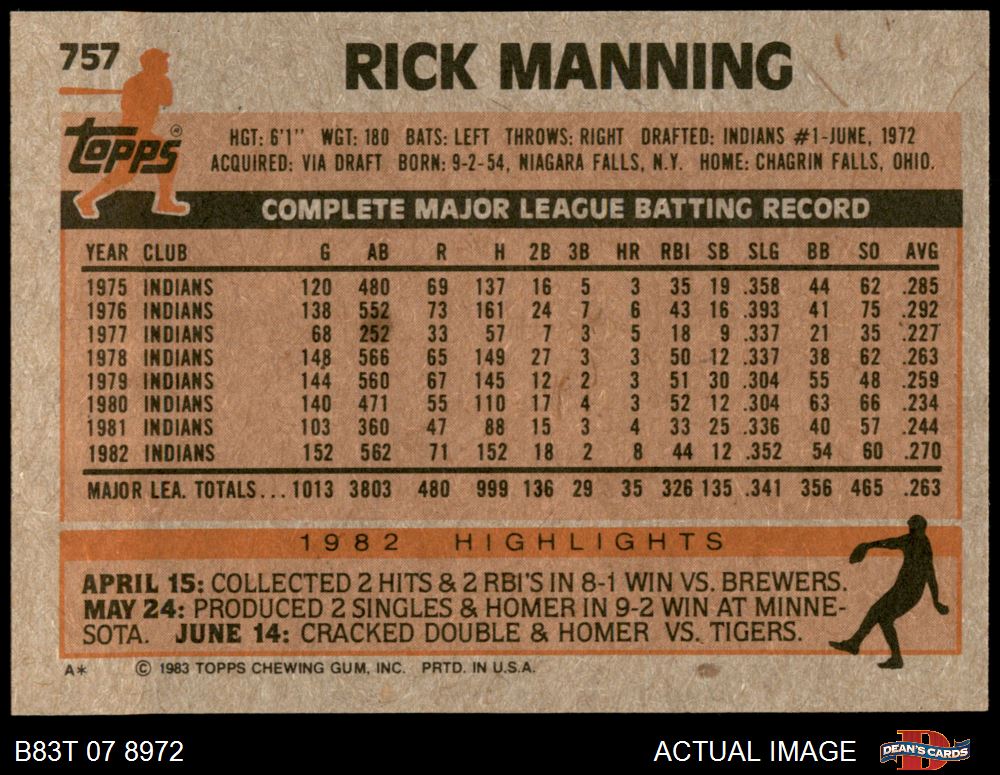 757
RICK MANNING
Topps®
HGT: 6'1" WGT: 180 BATS: LEFT THROWS: RIGHT DRAFTED: INDIANS #1-JUNE, 1972
ACQUIRED: VIA DRAFT BORN: 9-2-54, NIAGARA FALLS, N.Y. HOME: CHAGRIN FALLS, OHIO.
COMPLETE MAJOR LEAGUE BATTING RECORD
YEAR CLUB G AB R H 2B 3B HR RBI SB SLG BB SO AVG
1975 INDIANS 120 480 69 137 16 5 3 35 19 .358 44 62 .285
1976 INDIANS 138 552 73 161 24 7 6 43 16 .393 41 75 .292
1977 INDIANS 68 252 33 57 7 3 5 18 9 .337 21 35 .227
1978 INDIANS 148 566 65 149 27 3 3 50 12 .337 38 62 .263
1979 INDIANS 144 560 67 145 12 2 3 51 30 .304 55 48 .259
1980 INDIANS 140 471 55 110 17 4 3 52 12 .304 63 66 .234
1981 INDIANS 103 360 47 88 15 3 4 33 25 .336 40 57 .244
1982 INDIANS 152 562 71 152 18 2 8 44 12 .352 54 60 .270
MAJOR LEA. TOTALS... 1013 3803 480 999 136 29 35 326 135 .341 356 465 .263
1982 HIGHLIGHTS
APRIL 15: COLLECTED 2 HITS & 2 RBI'S IN 8-1 WIN VS. BREWERS.
MAY 24: PRODUCED 2 SINGLES & HOMER IN 9-2 WIN AT MINNE-
SOTA. JUNE 14: CRACKED DOUBLE & HOMER VS. TIGERS.
A* © 1983 TOPPS CHEWING GUM, INC. PRTD. IN U.S.A.
B83T 07 8972 ACTUAL IMAGE D DEAN'S CARDS